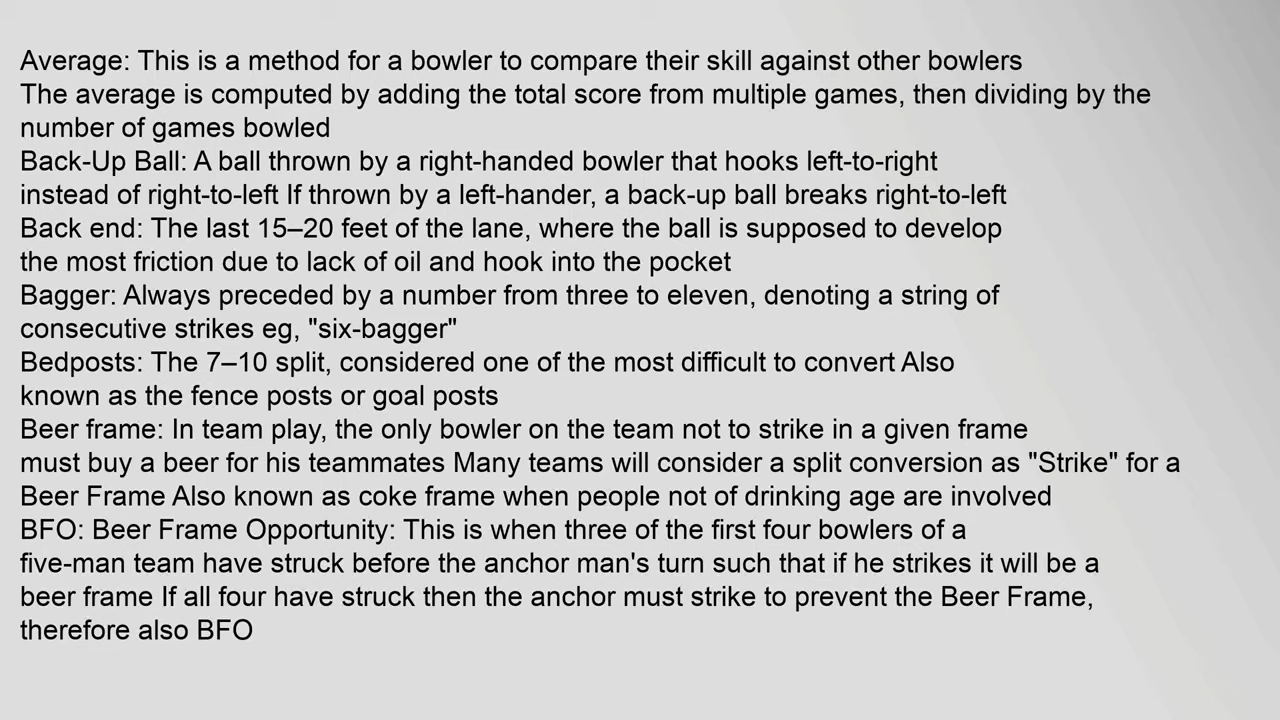 Average: This is a method for a bowler to compare their skill against other bowlers
The average is computed by adding the total score from multiple games, then dividing by the
number of games bowled
Back-Up Ball: A ball thrown by a right-handed bowler that hooks left-to-right
instead of right-to-left If thrown by a left-hander, a back-up ball breaks right-to-left
Back end: The last 15–20 feet of the lane, where the ball is supposed to develop
the most friction due to lack of oil and hook into the pocket
Bagger: Always preceded by a number from three to eleven, denoting a string of
consecutive strikes eg, "six-bagger"
Bedposts: The 7–10 split, considered one of the most difficult to convert Also
known as the fence posts or goal posts
Beer frame: In team play, the only bowler on the team not to strike in a given frame
must buy a beer for his teammates Many teams will consider a split conversion as "Strike" for a
Beer Frame Also known as coke frame when people not of drinking age are involved
BFO: Beer Frame Opportunity: This is when three of the first four bowlers of a
five-man team have struck before the anchor man's turn such that if he strikes it will be a
beer frame If all four have struck then the anchor must strike to prevent the Beer Frame,
therefore also BFO